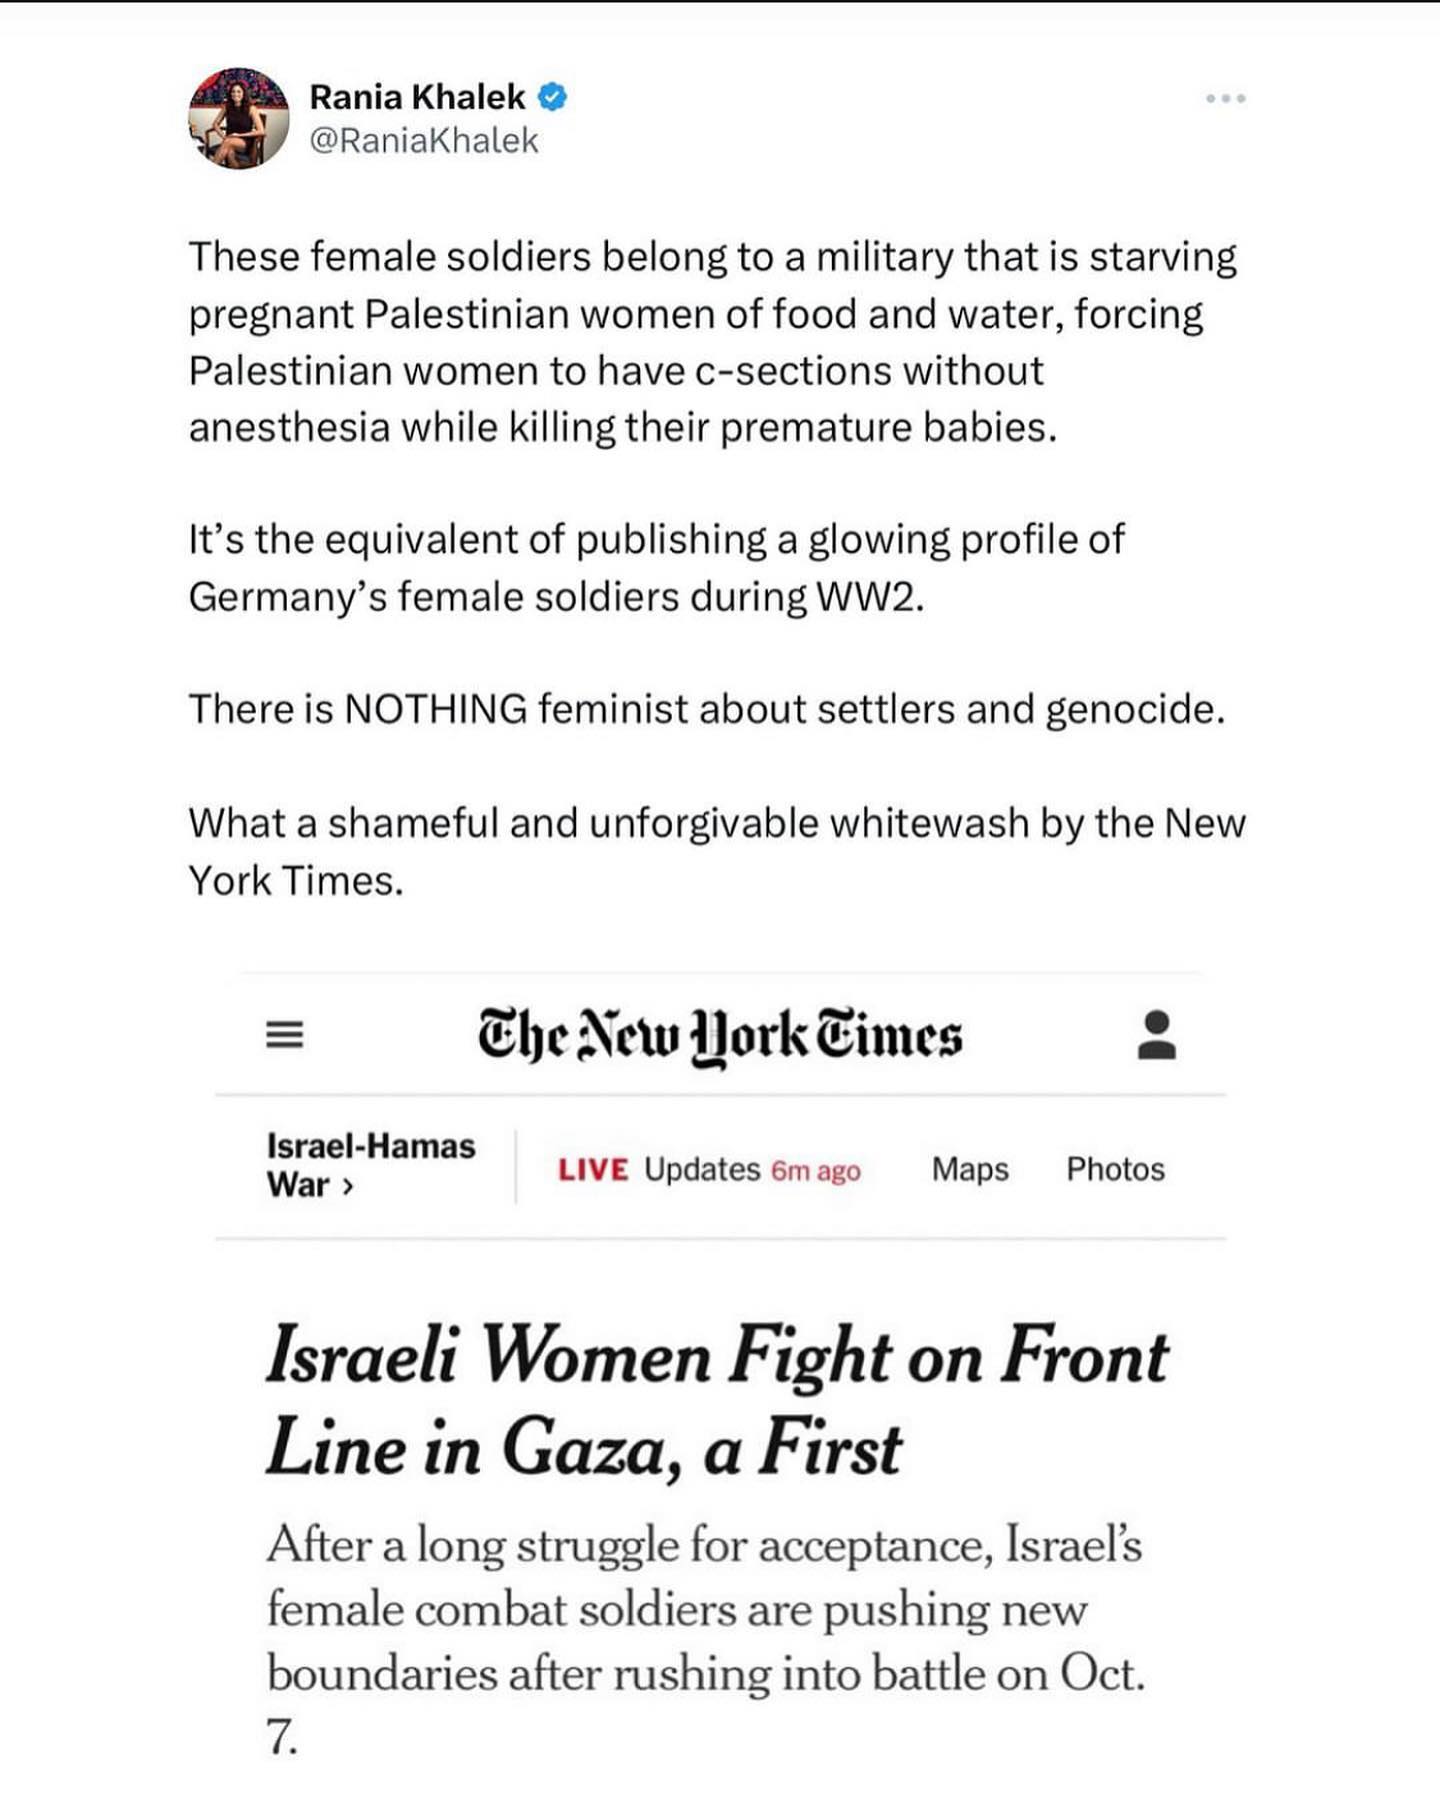 Rania Khalek
@RaniaKhalek
These female soldiers belong to a military that is starving
pregnant Palestinian women of food and water, forcing
Palestinian women to have c-sections without
anesthesia while killing their premature babies.
It’s the equivalent of publishing a glowing profile of
Germany’s female soldiers during WW2.
There is NOTHING feminist about settlers and genocide.
What a shameful and unforgivable whitewash by the New
York Times.
The New York Times
Israel-Hamas
War ›
LIVE Updates 6m ago Maps Photos
Israeli Women Fight on Front
Line in Gaza, a First
After a long struggle for acceptance, Israel’s
female combat soldiers are pushing new
boundaries after rushing into battle on Oct.
7.